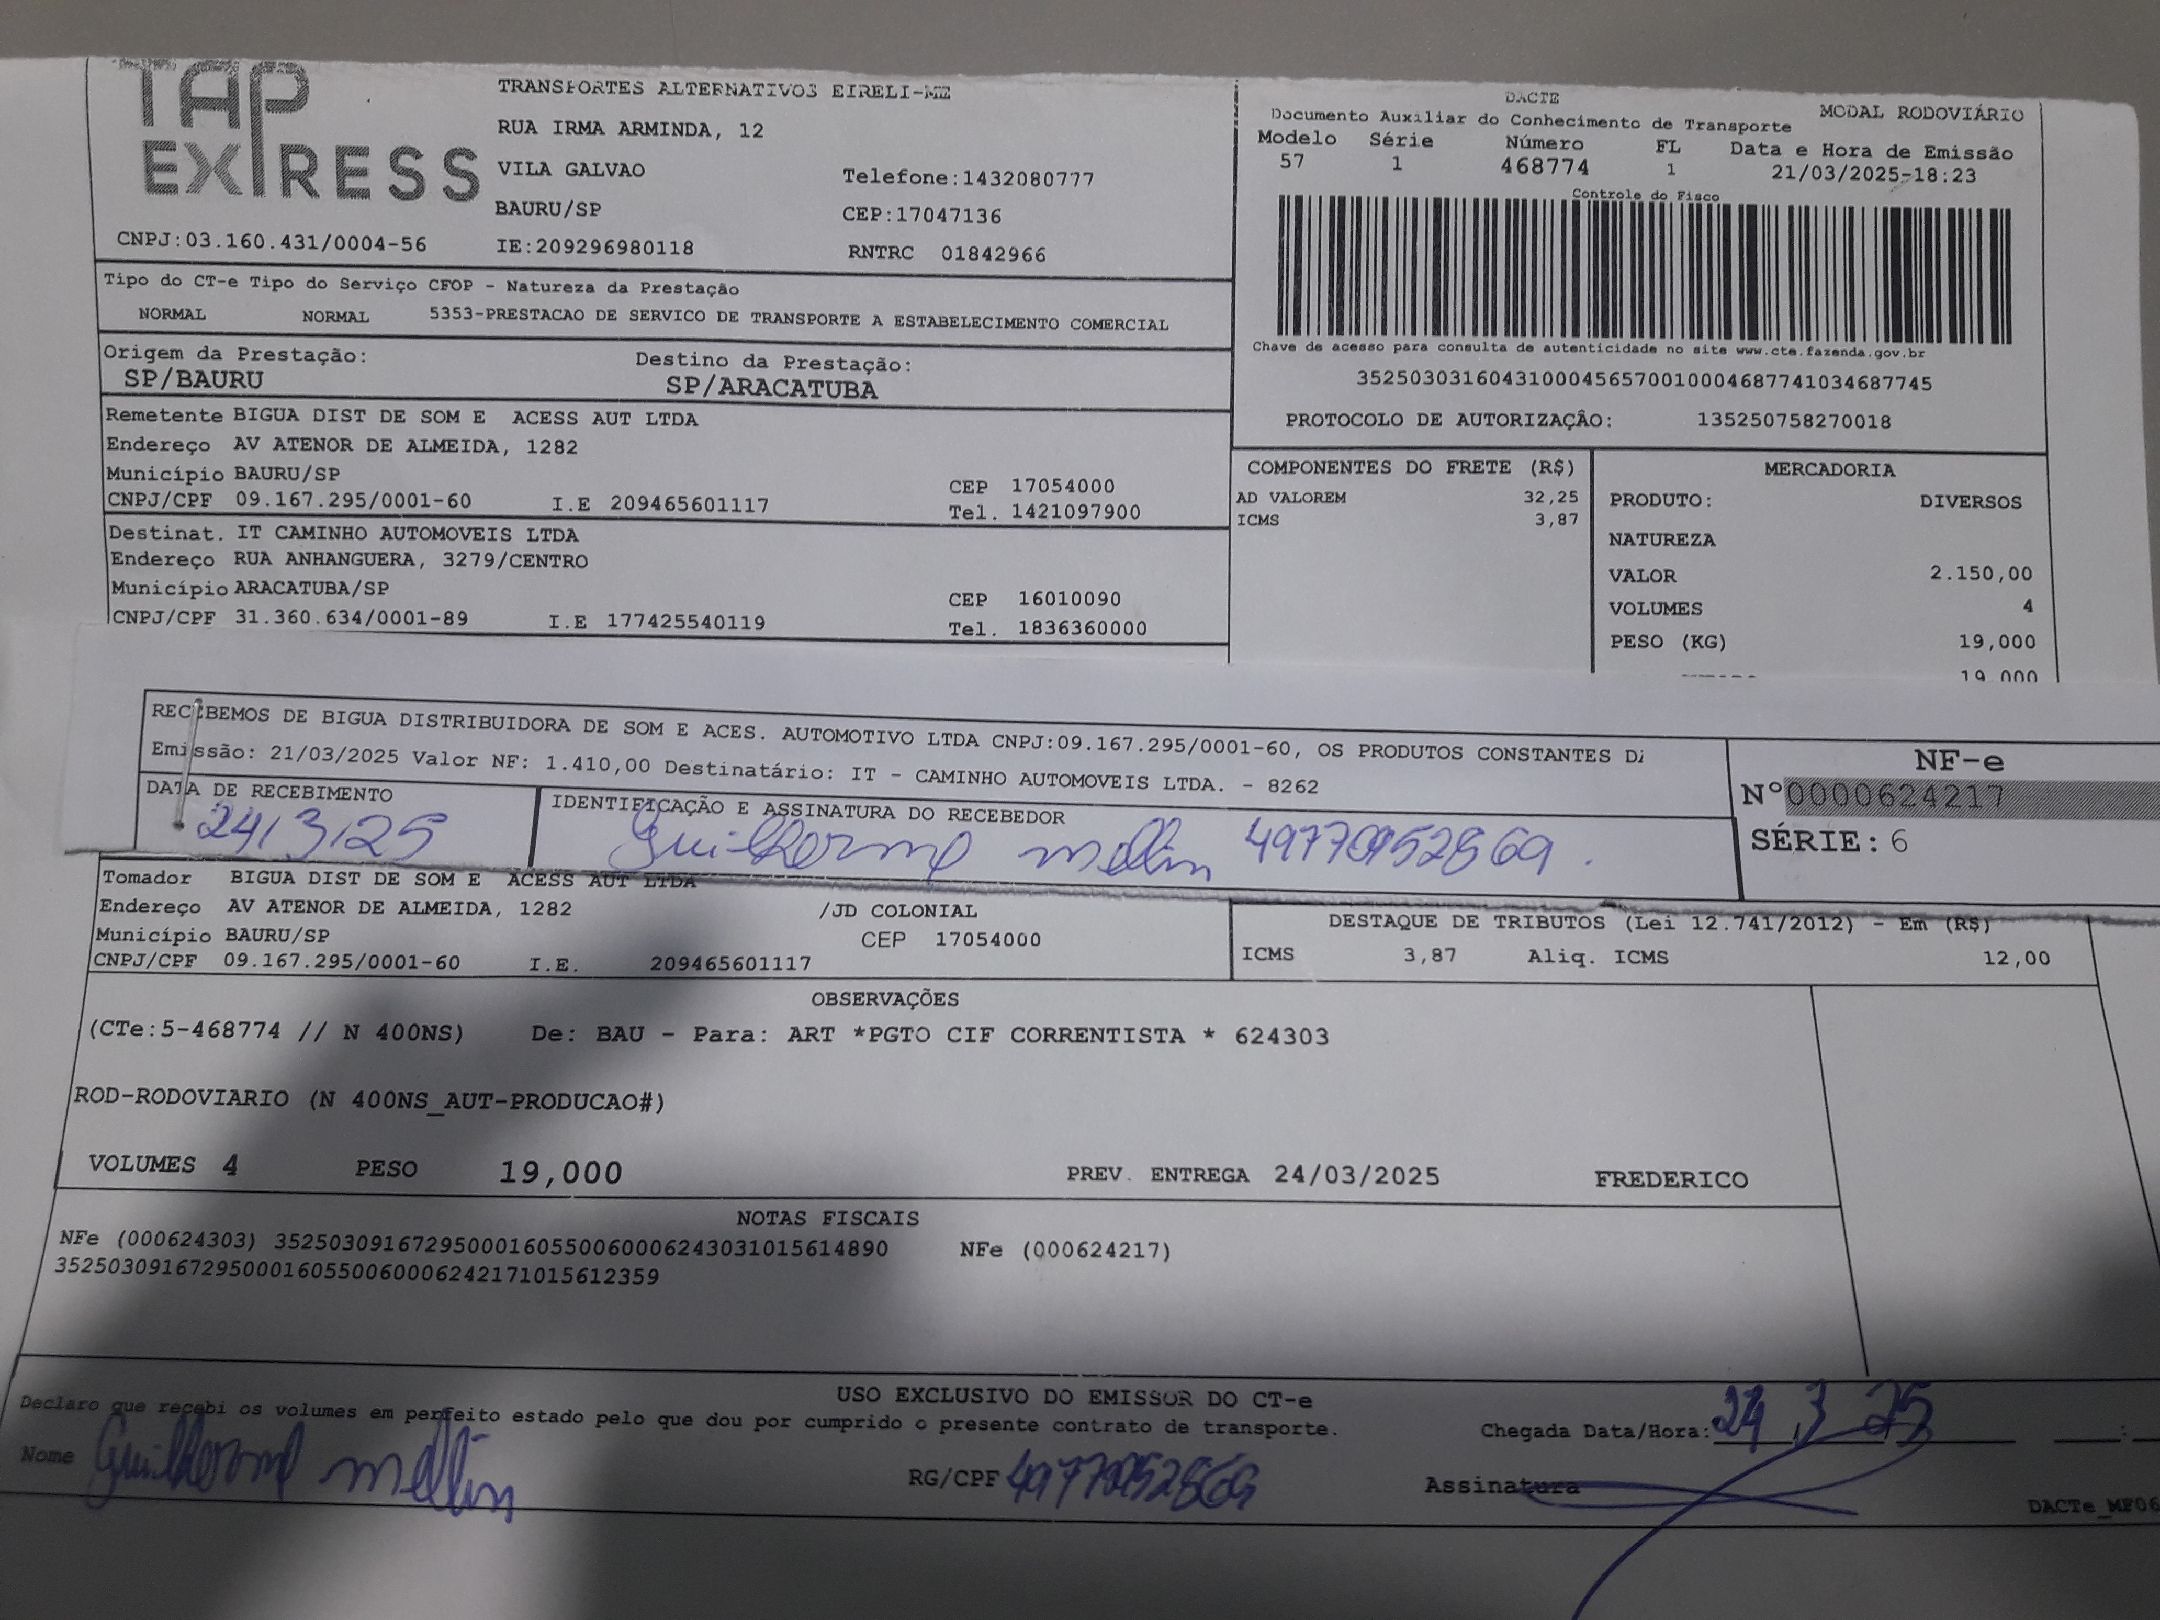 TAP
EXPRESS
TRANSPORTES ALTERNATIVOS EIRELI-ME
RUA IRMA ARMINDA, 12
VILA GALVAO Telefone:1432080777
BAURU/SP CEP:17047136
CNPJ:03.160.431/0004-56 IE:209296980118 RNTRC 01842966
DACTE MODAL RODOVIÁRIO
Documento Auxiliar do Conhecimento de Transporte
Modelo Série Número FL Data e Hora de Emissão
57 1 468774 1 21/03/2025-18:23
Controle do Fisco
Chave de acesso para consulta de autenticidade no site www.cte.fazenda.gov.br
35250303160431000456570010004687741034687745
PROTOCOLO DE AUTORIZAÇÂO: 135250758270018
Tipo do CT-e Tipo do Serviço CFOP - Natureza da Prestação
NORMAL NORMAL 5353-PRESTACAO DE SERVICO DE TRANSPORTE A ESTABELECIMENTO COMERCIAL
Origem da Prestação: Destino da Prestação:
SP/BAURU SP/ARACATUBA
Remetente BIGUA DIST DE SOM E ACESS AUT LTDA
Endereço AV ATENOR DE ALMEIDA, 1282
Município BAURU/SP CEP 17054000
CNPJ/CPF 09.167.295/0001-60 I.E 209465601117 Tel. 1421097900
Destinat. IT CAMINHO AUTOMOVEIS LTDA
Endereço RUA ANHANGUERA, 3279/CENTRO
Município ARACATUBA/SP CEP 16010090
CNPJ/CPF 31.360.634/0001-89 I.E 177425540119 Tel. 1836360000
COMPONENTES DO FRETE (R$)
AD VALOREM 32,25
ICMS 3,87
MERCADORIA
PRODUTO: DIVERSOS
NATUREZA
VALOR 2.150,00
VOLUMES 4
PESO (KG) 19,000
19,000
RECEBEMOS DE BIGUA DISTRIBUIDORA DE SOM E ACES. AUTOMOTIVO LTDA CNPJ:09.167.295/0001-60, OS PRODUTOS CONSTANTES
Emissão: 21/03/2025 Valor NF: 1.410,00 Destinatário: IT - CAMINHO AUTOMOVEIS LTDA. - 8262
DATA DE RECEBIMENTO IDENTIFICAÇÃO E ASSINATURA DO RECEBEDOR
24/3/25 Guilherme mellin 49770952869.
NF-e
Nº0000624217
SÉRIE: 6
Tomador BIGUA DIST DE SOM E ACESS AUT LTDA
Endereço AV ATENOR DE ALMEIDA, 1282 /JD COLONIAL
Município BAURU/SP CEP 17054000
CNPJ/CPF 09.167.295/0001-60 I.E. 209465601117
DESTAQUE DE TRIBUTOS (Lei 12.741/2012) - Em (R$)
ICMS 3,87 Aliq. ICMS 12,00
OBSERVAÇÕES
(CTe:5-468774 // N 400NS) De: BAU - Para: ART *PGTO CIF CORRENTISTA * 624303
ROD-RODOVIARIO (N 400NS_AUT-PRODUCAO#)
VOLUMES 4 PESO 19,000 PREV. ENTREGA 24/03/2025 FREDERICO
NOTAS FISCAIS
NFe (000624303) 35250309167295000160550060006243031015614890 NFe (000624217)
35250309167295000160550060006242171015612359
USO EXCLUSIVO DO EMISSOR DO CT-e
Declaro que recebi os volumes em perfeito estado pelo que dou por cumprido o presente contrato de transporte. Chegada Data/Hora: 24 3 25 :
Nome Guilherme mellin RG/CPF 49770952869 Assinatura
DACTe_MF06